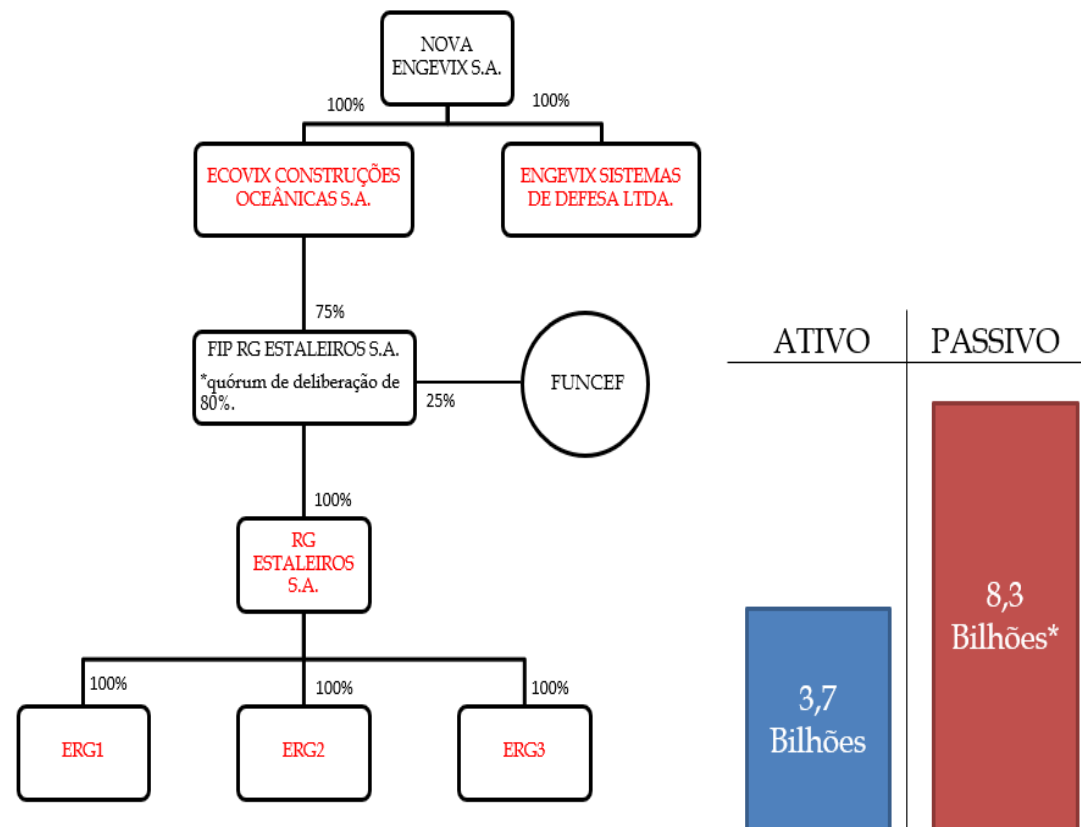 NOVA
ENGEVIX S.A.
100%
100%
ECOVIX CONSTRUÇÕES
OCEÂNICAS S.A.
ENGEVIX SISTEMAS
DE DEFESA LTDA.
75%
FIP RG ESTALEIROS S.A.
*quórum de deliberação de
80%.
25%
FUNCEF
100%
RG
ESTALEIROS
S.A.
100%
100%
100%
ERG1
ERG2
ERG3
ATIVO
PASSIVO
3,7
Bilhões
8,3
Bilhões*